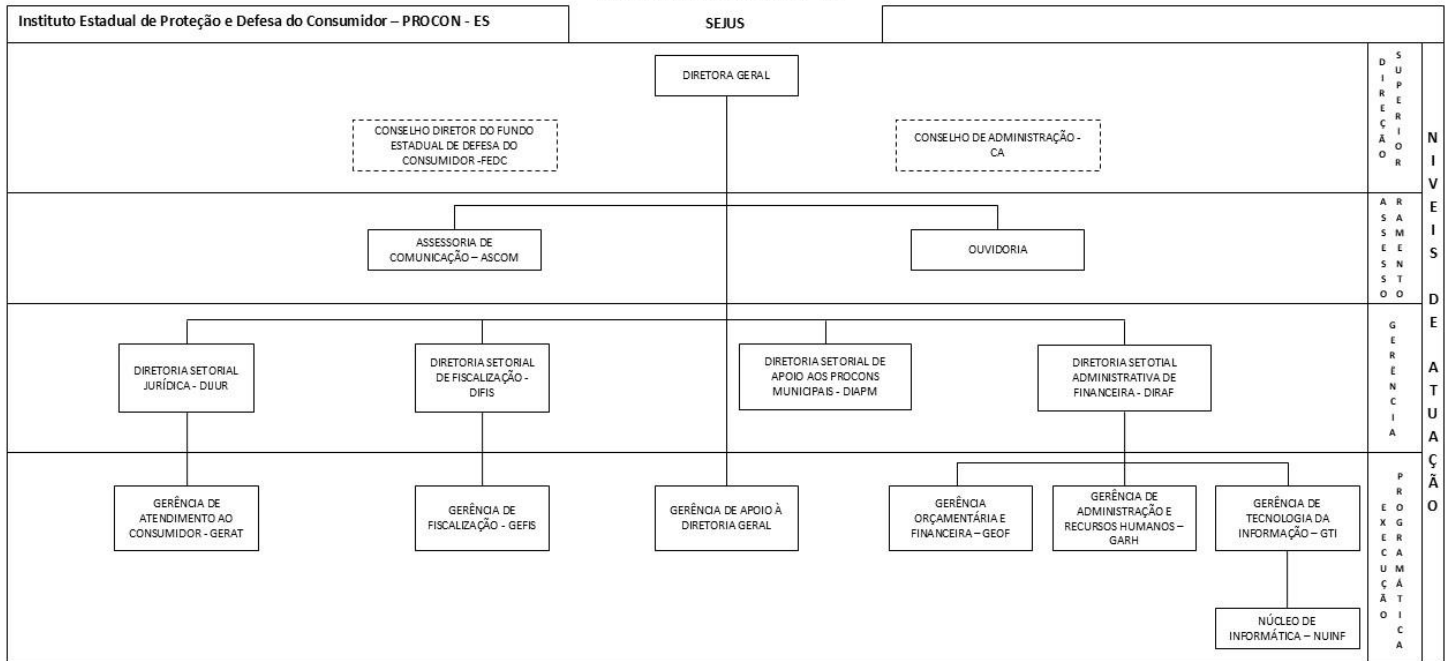 Instituto Estadual de Proteção e Defesa do Consumidor – PROCON - ES
SEJUS
DIRETORA GERAL
CONSELHO DIRETOR DO FUNDO
ESTADUAL DE DEFESA DO
CONSUMIDOR -FEDC
CONSELHO DE ADMINISTRAÇÃO -
CA
DIREÇÃO
SUPERIOR
ASSESSORIA DE
COMUNICAÇÃO – ASCOM
OUVIDORIA
ASSESSO
RAMENTO
DIRETORIA SETORIAL
JURÍDICA - DIJUR
DIRETORIA SETORIAL
DE FISCALIZAÇÃO -
DIFIS
DIRETORIA SETORIAL DE
APOIO AOS PROCONS
MUNICIPAIS - DIAPM
DIRETORIA SETOTIAL
ADMINISTRATIVA DE
FINANCEIRA - DIRAF
GERÊNCIA
GERÊNCIA DE
ATENDIMENTO AO
CONSUMIDOR - GERAT
GERÊNCIA DE
FISCALIZAÇÃO - GEFIS
GERÊNCIA DE APOIO À
DIRETORIA GERAL
GERÊNCIA
ORÇAMENTÁRIA E
FINANCEIRA – GEOF
GERÊNCIA DE
ADMINISTRAÇÃO E
RECURSOS HUMANOS –
GARH
GERÊNCIA DE
TECNOLOGIA DA
INFORMAÇÃO – GTI
NÚCLEO DE
INFORMÁTICA – NUINF
EXECUÇÃO
PROGRAMÁTICA
NIVEIS DE ATUAÇÃO